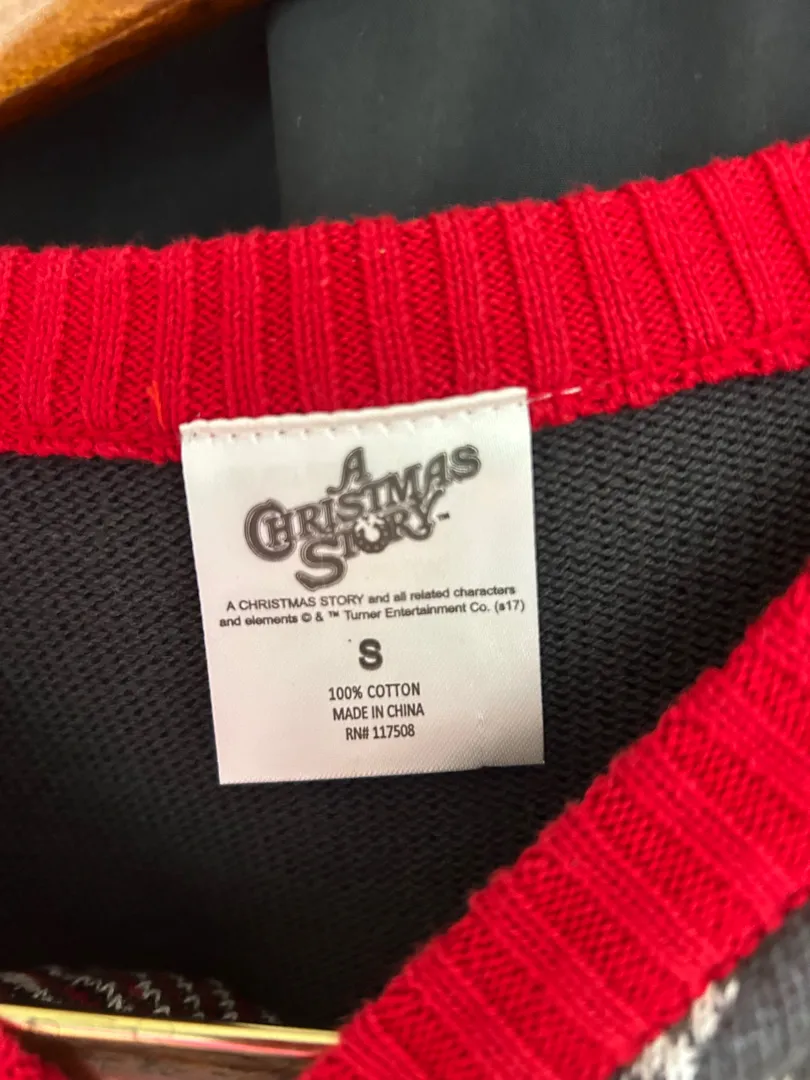 A
CHRISTMAS
STORY™
A CHRISTMAS STORY and all related characters
and elements © & ™ Turner Entertainment Co. (s17)
S
100% COTTON
MADE IN CHINA
RN# 117508